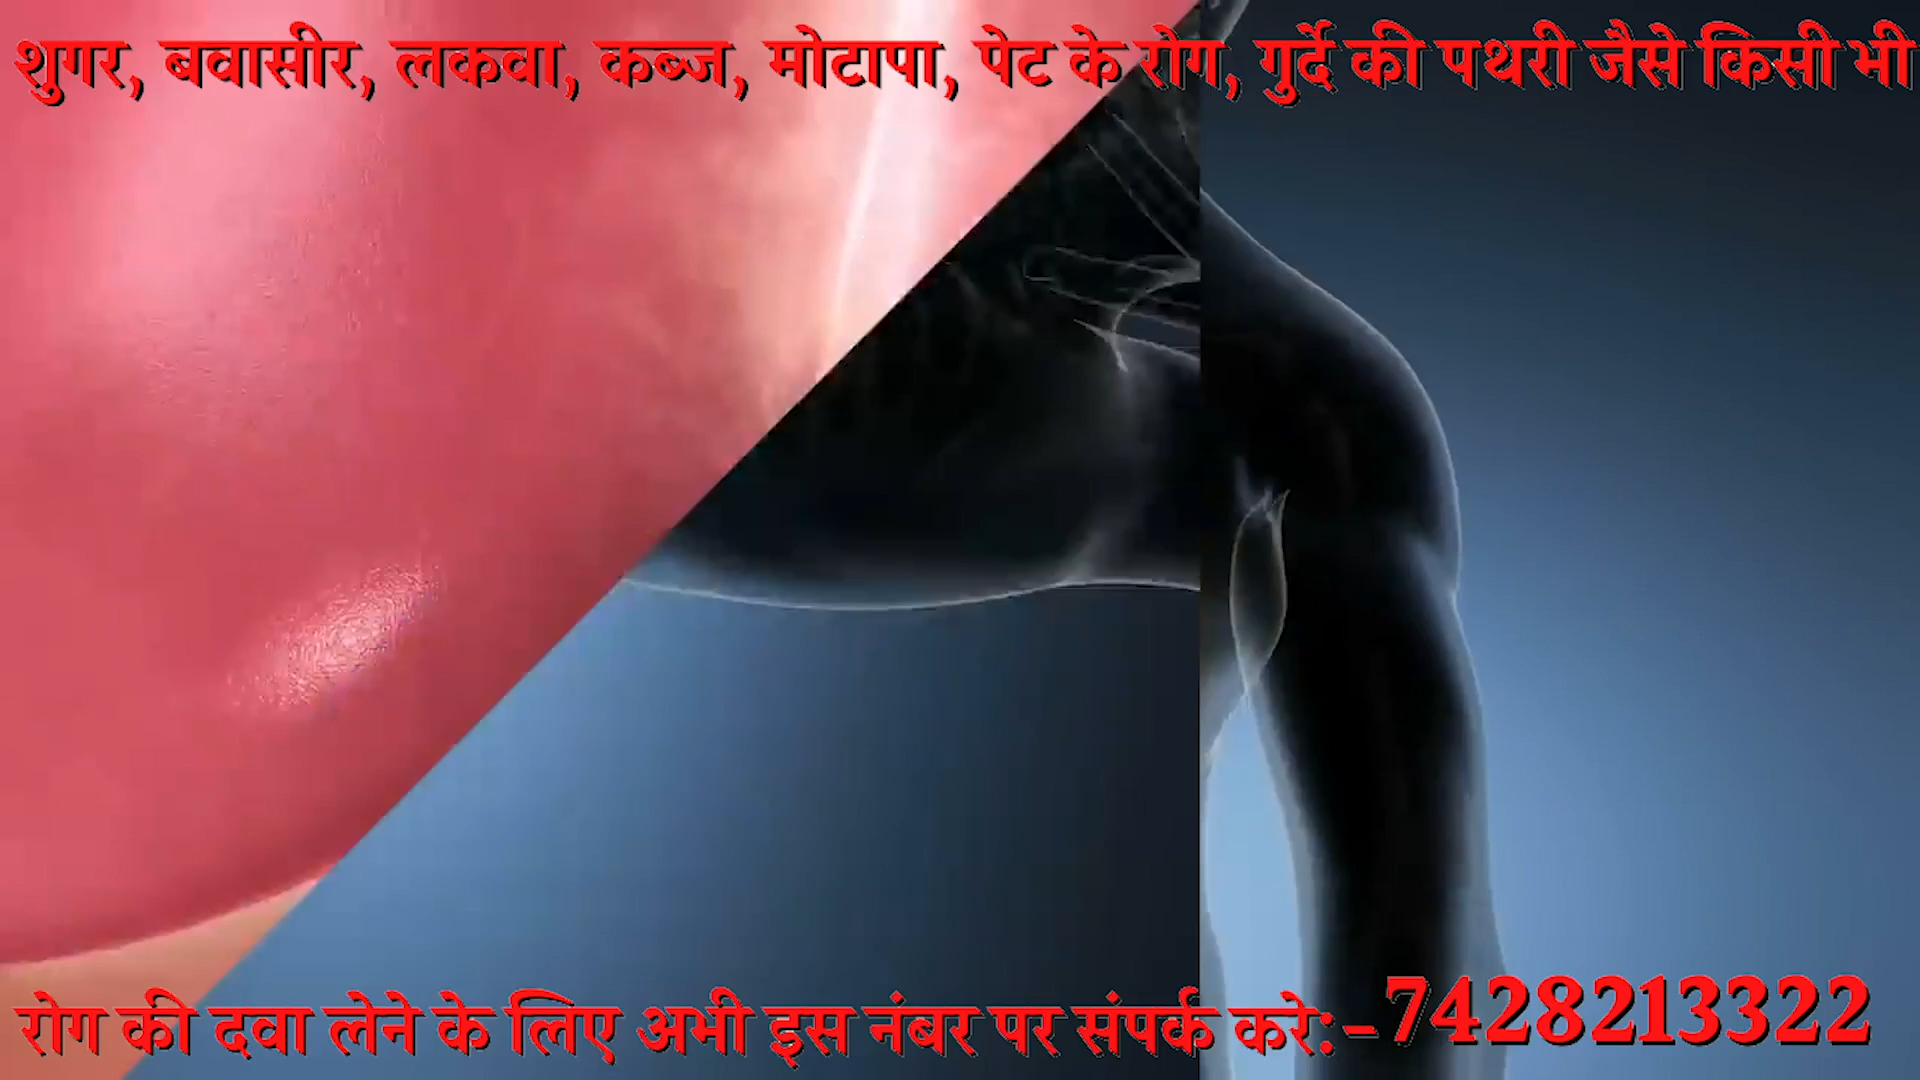 शुगर, बवासीर, लकवा, कब्ज, मोटापा, पेट के रोग, गुर्दे की पथरी जैसे किसी भी
रोग की दवा लेने के लिए अभी इस नंबर पर संपर्क करे:-7428213322